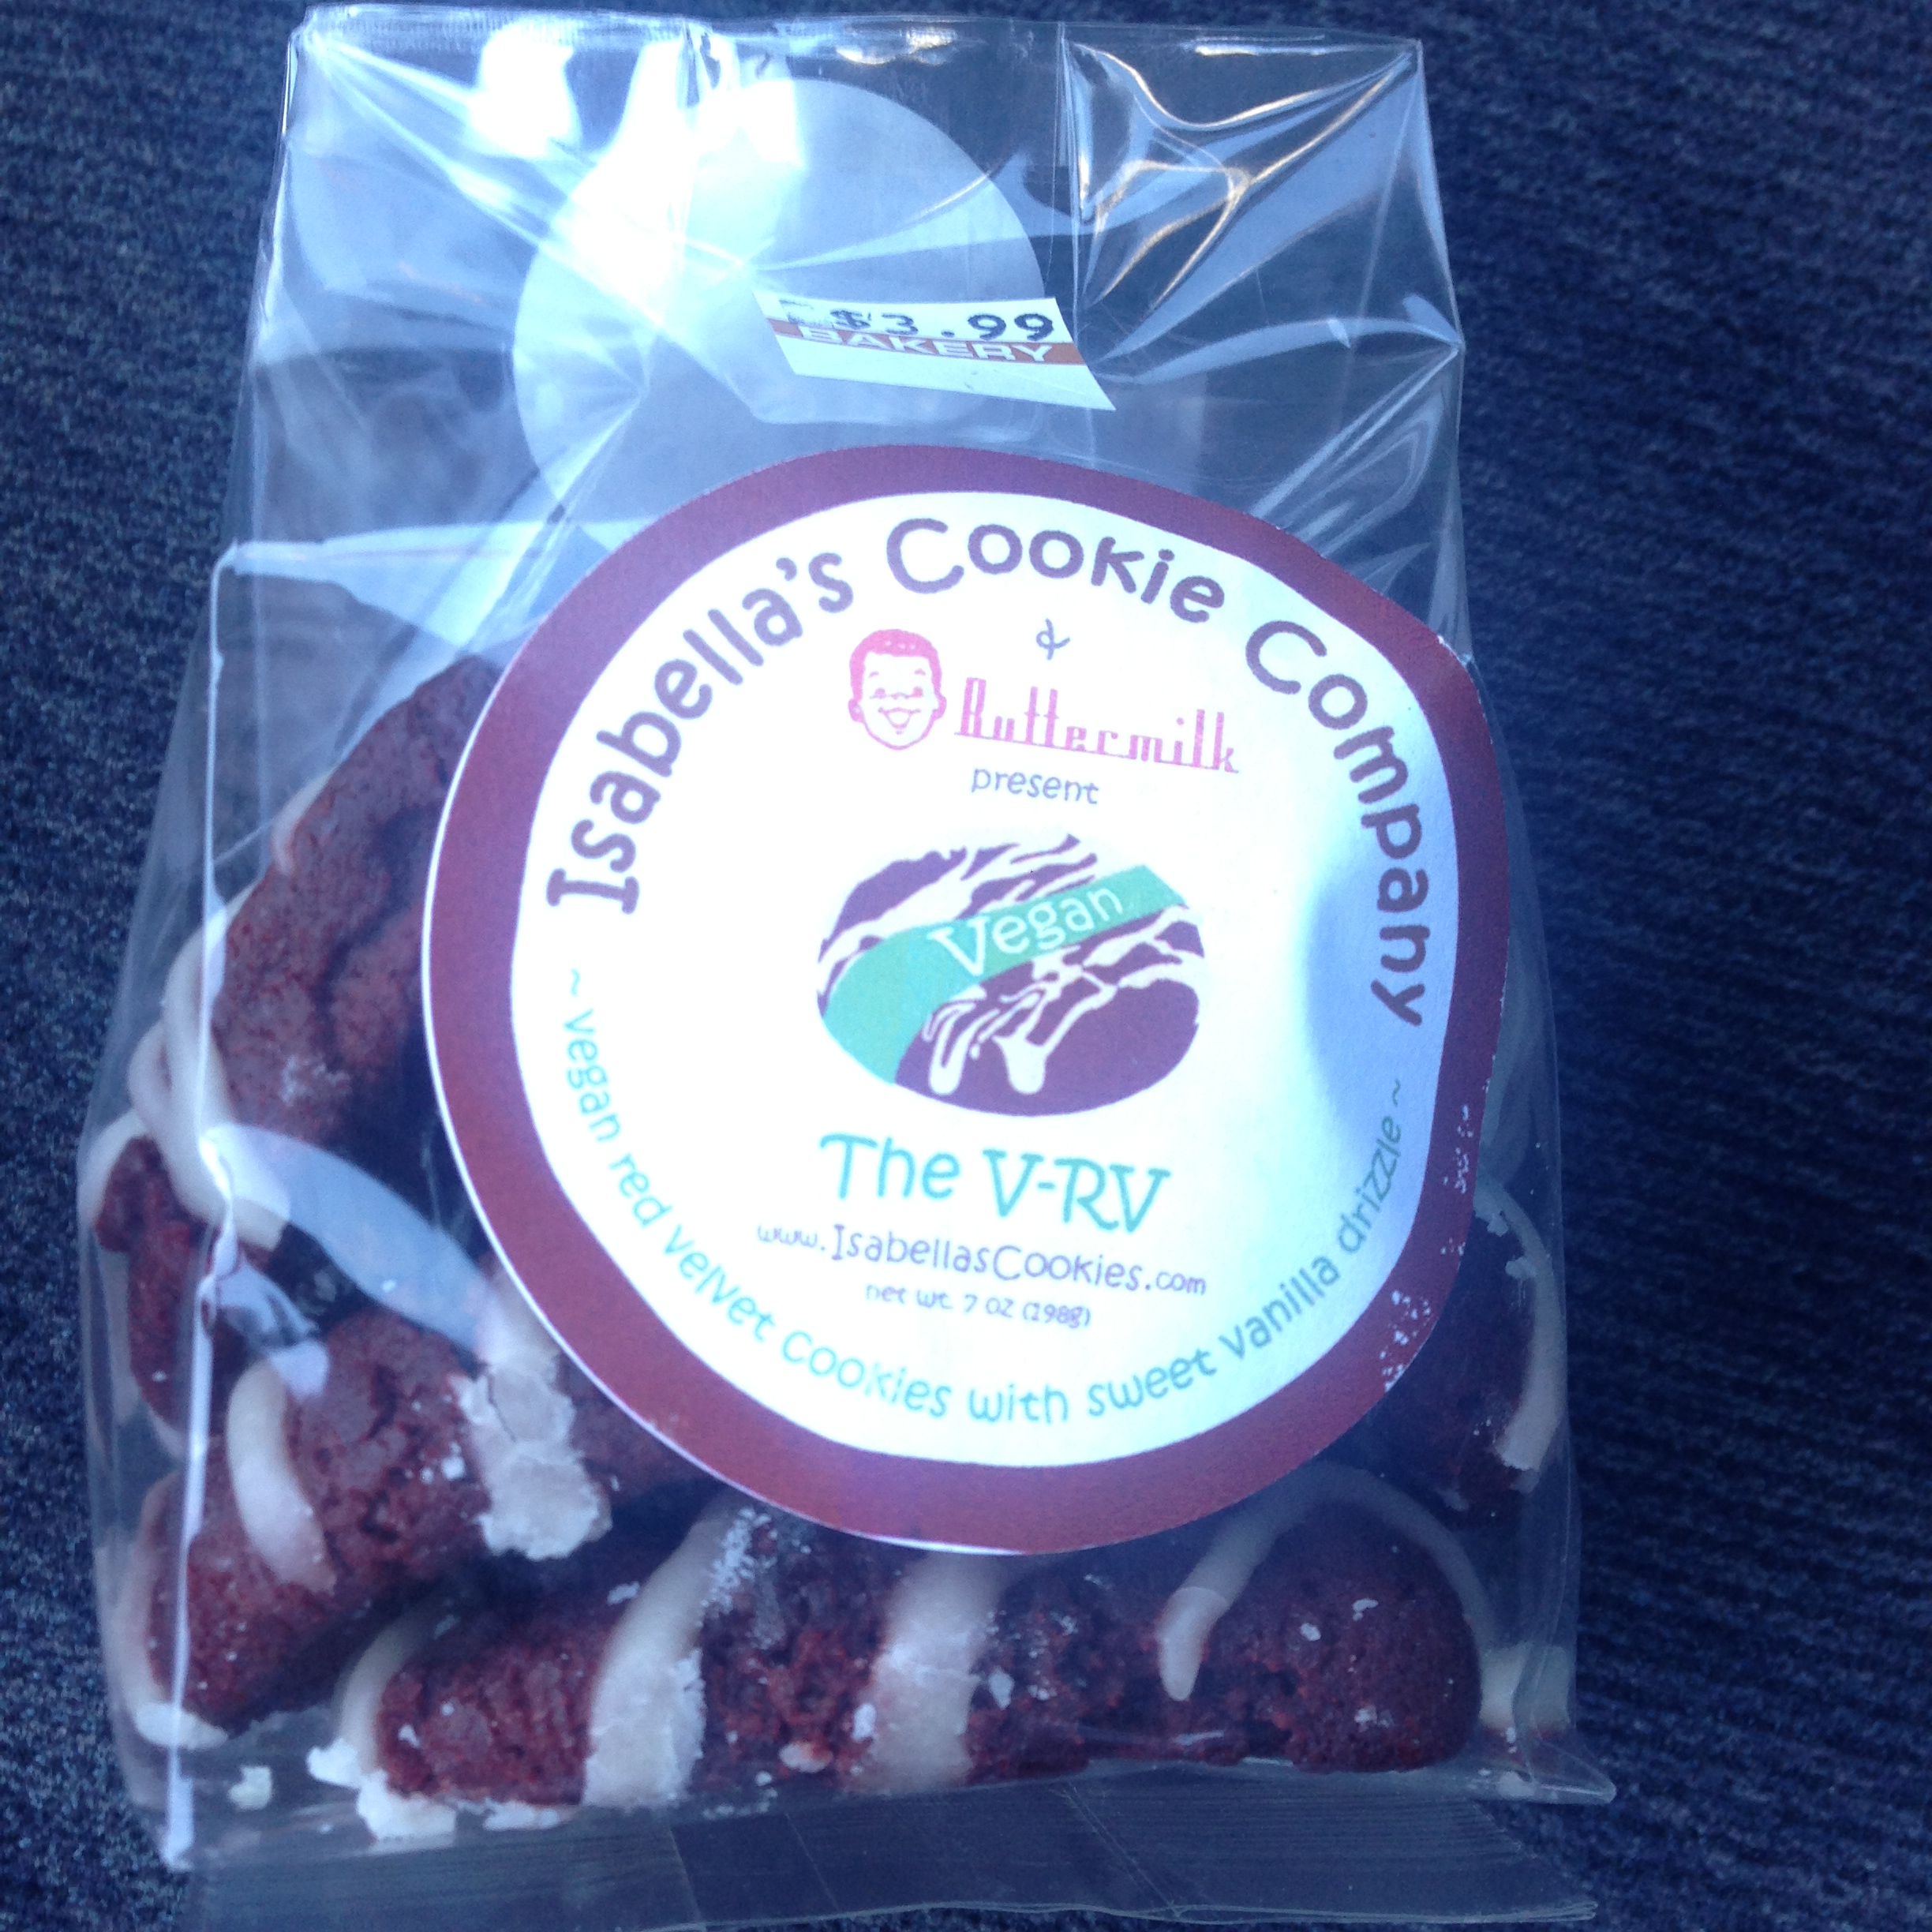 $3.99
BAKERY
Isabella's Cookie Company
&
Buttermilk
present
Vegan
The V-RV
www.IsabellasCookies.com
net wt. 7 oz (198g)
~ vegan red velvet cookies with sweet vanilla drizzle ~